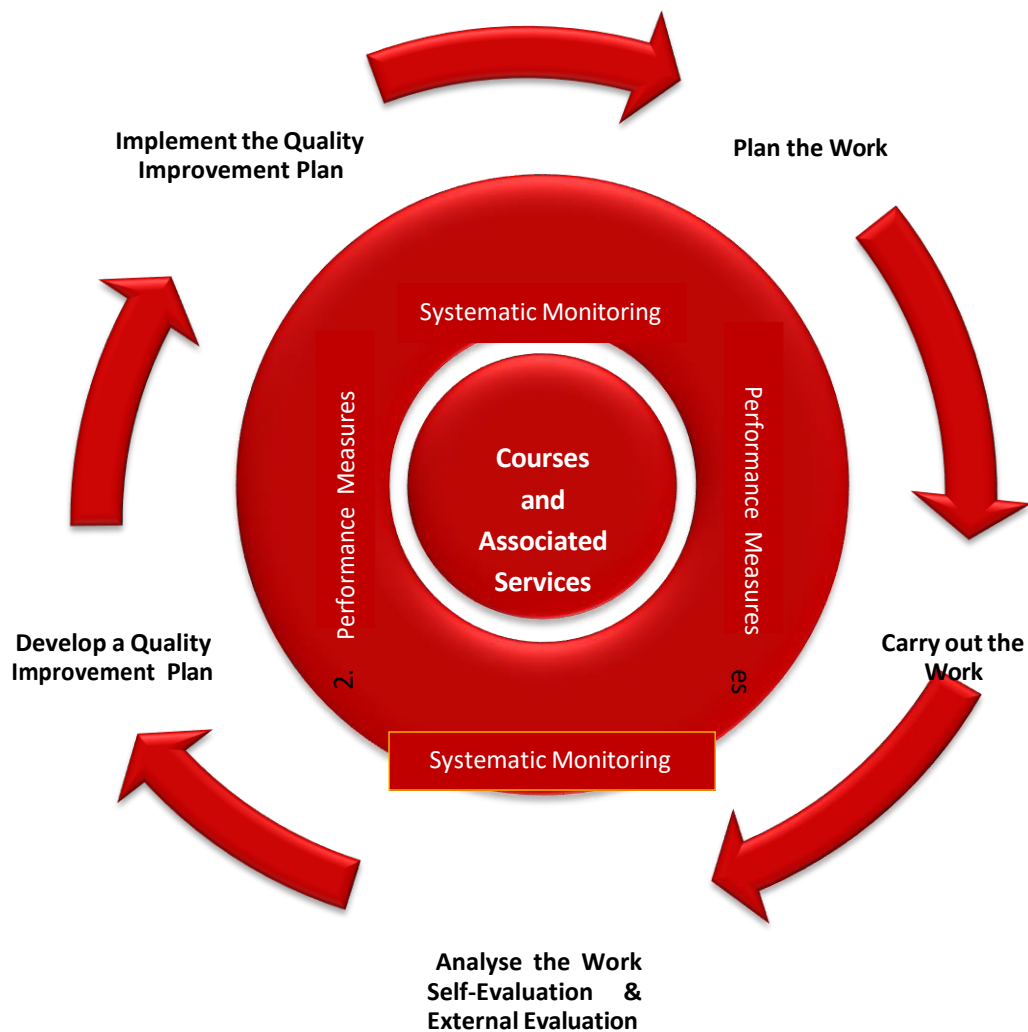 Implement the Quality
Improvement Plan
Plan the Work
Systematic Monitoring
Performance Measures
2.
Performance Measures
es
Courses
and
Associated
Services
Develop a Quality
Improvement Plan
Carry out the
Work
Systematic Monitoring
Analyse the Work
Self-Evaluation &
External Evaluation